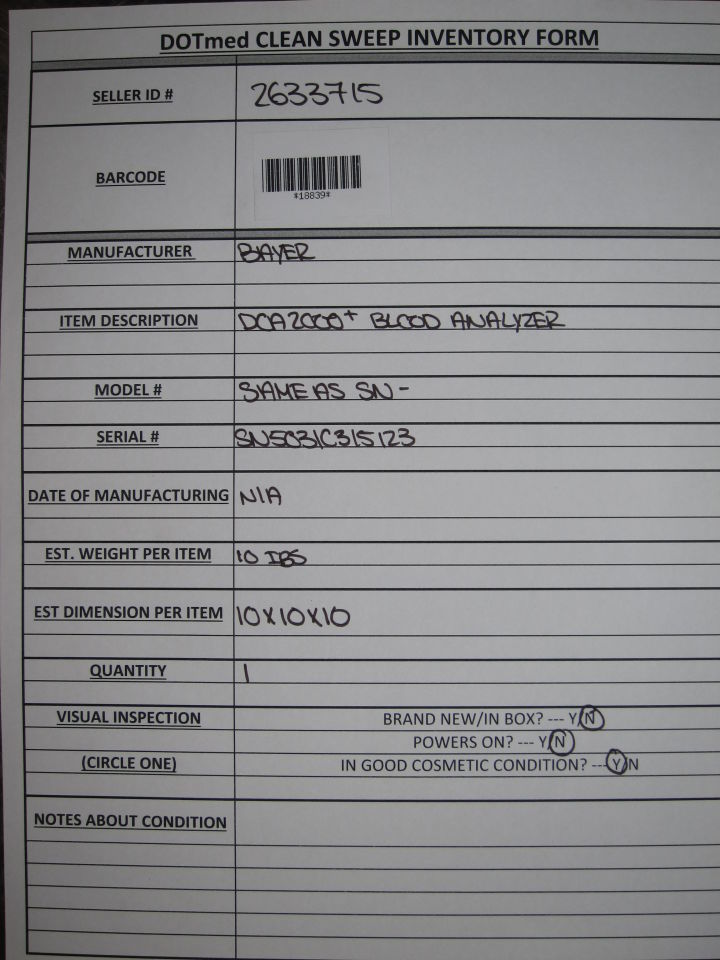 DOTmed CLEAN SWEEP INVENTORY FORM
SELLER ID # 2633715
BARCODE
*18839*
MANUFACTURER BAYER
ITEM DESCRIPTION DCA2000+ BLOOD ANALYZER
MODEL # SAME AS SN -
SERIAL # SN5031C315123
DATE OF MANUFACTURING N/A
EST. WEIGHT PER ITEM 10 lBS
EST DIMENSION PER ITEM 10X10X10
QUANTITY 1
VISUAL INSPECTION BRAND NEW/IN BOX? --- Y/N
POWERS ON? --- Y/N
(CIRCLE ONE) IN GOOD COSMETIC CONDITION? ---Y/N
NOTES ABOUT CONDITION